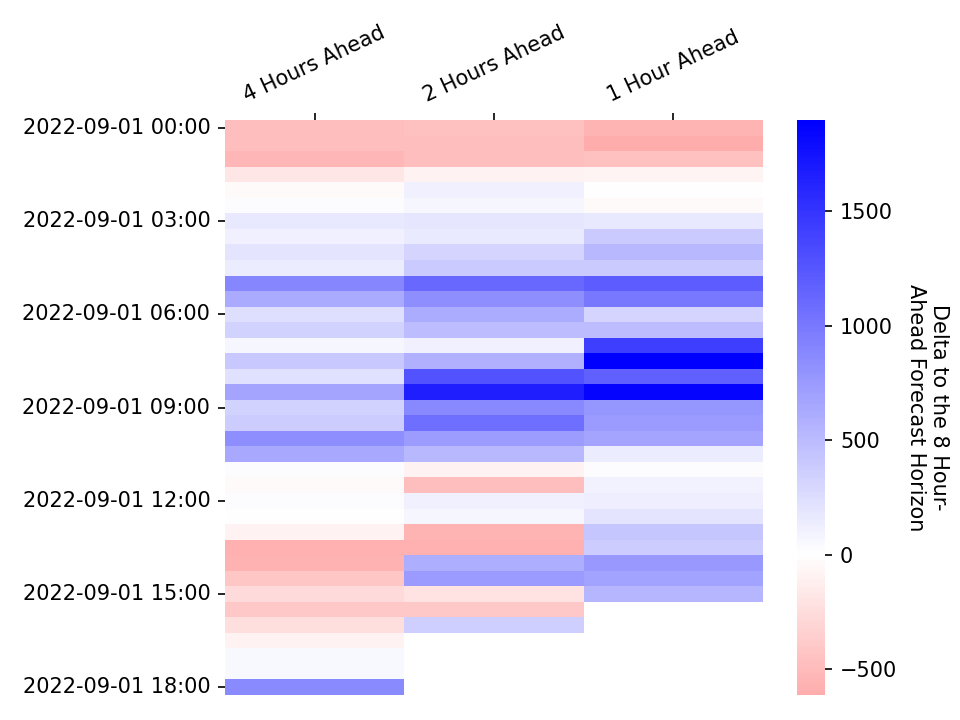 4 Hours Ahead
2 Hours Ahead
1 Hour Ahead
2022-09-01 00:00
2022-09-01 03:00
2022-09-01 06:00
2022-09-01 09:00
2022-09-01 12:00
2022-09-01 15:00
2022-09-01 18:00
1500
1000
500
0
−500
Delta to the 8 Hour-
Ahead Forecast Horizon